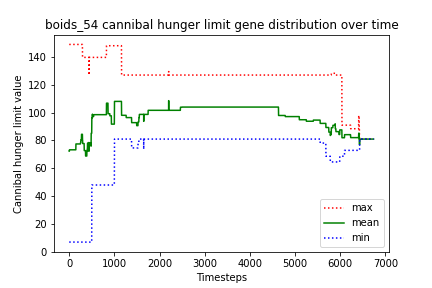 boids_54 cannibal hunger limit gene distribution over time
Cannibal hunger limit value
140
120
100
80
60
40
20
0
0 1000 2000 3000 4000 5000 6000 7000
Timesteps
max
mean
min